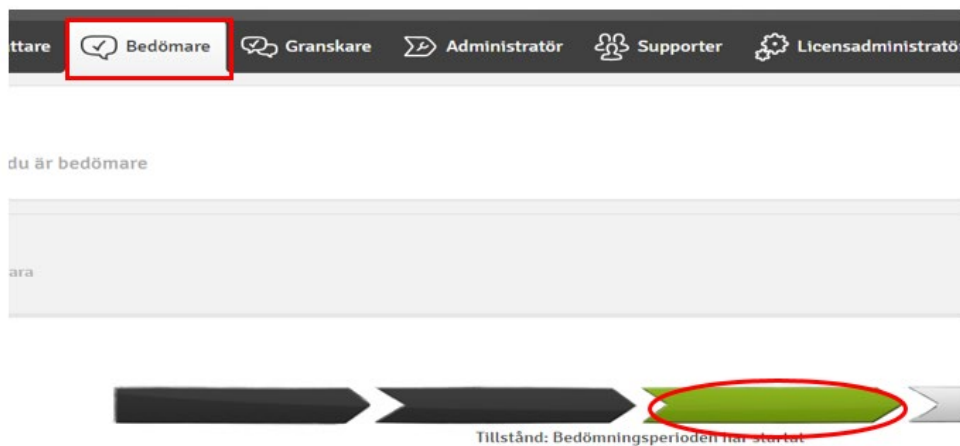 ttare Bedömare Granskare Administratör Supporter Licensadministratö
du är bedömare
ara
Tillstånd: Bedömningsperioden har startat